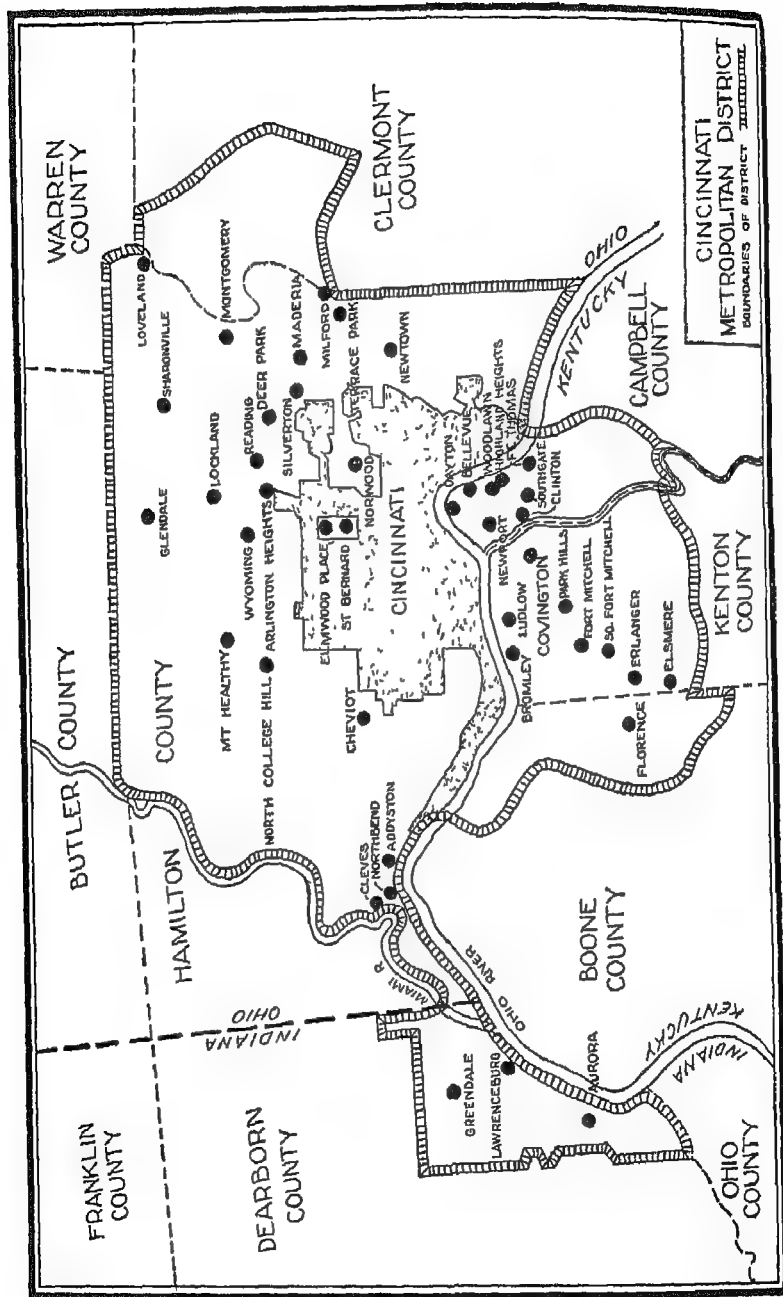 FRANKLIN
COUNTY
BUTLER COUNTY
WARREN
COUNTY
HAMILTON
COUNTY
DEARBORN
COUNTY
CLERMONT
COUNTY
OHIO
INDIANA
LOVELAND
SHARONVILLE
GLENDALE
MONTGOMERY
LOCKLAND
MT HEALTHY
WYOMING
READING
DEER PARK
ARLINGTON HEIGHTS
NORTH COLLEGE HILL
SILVERTON
MADERIA
MILFORD
TERRACE PARK
ELMWOOD PLACE
ST BERNARD
NORWOOD
CINCINNATI
CHEVIOT
NEWTOWN
CLEVES
NORTHBEND
ADDYSTON
MIAMI R
OHIO RIVER
GREENDALE
LAWRENCEBURG
AURORA
DAYTON
BELLEVUE
WOODLAWN
HIGHLAND HEIGHTS
FT. THOMAS
SOUTHGATE
CLINTON
NEWPORT
COVINGTON
LUDLOW
BROMLEY
PARK HILLS
FORT MITCHELL
SO. FORT MITCHELL
ERLANGER
ELSMERE
FLORENCE
OHIO
KENTUCKY
CAMPBELL
COUNTY
KENTON
COUNTY
BOONE
COUNTY
KENTUCKY
INDIANA
OHIO
COUNTY
CINCINNATI
METROPOLITAN DISTRICT
BOUNDARIES OF DISTRICT